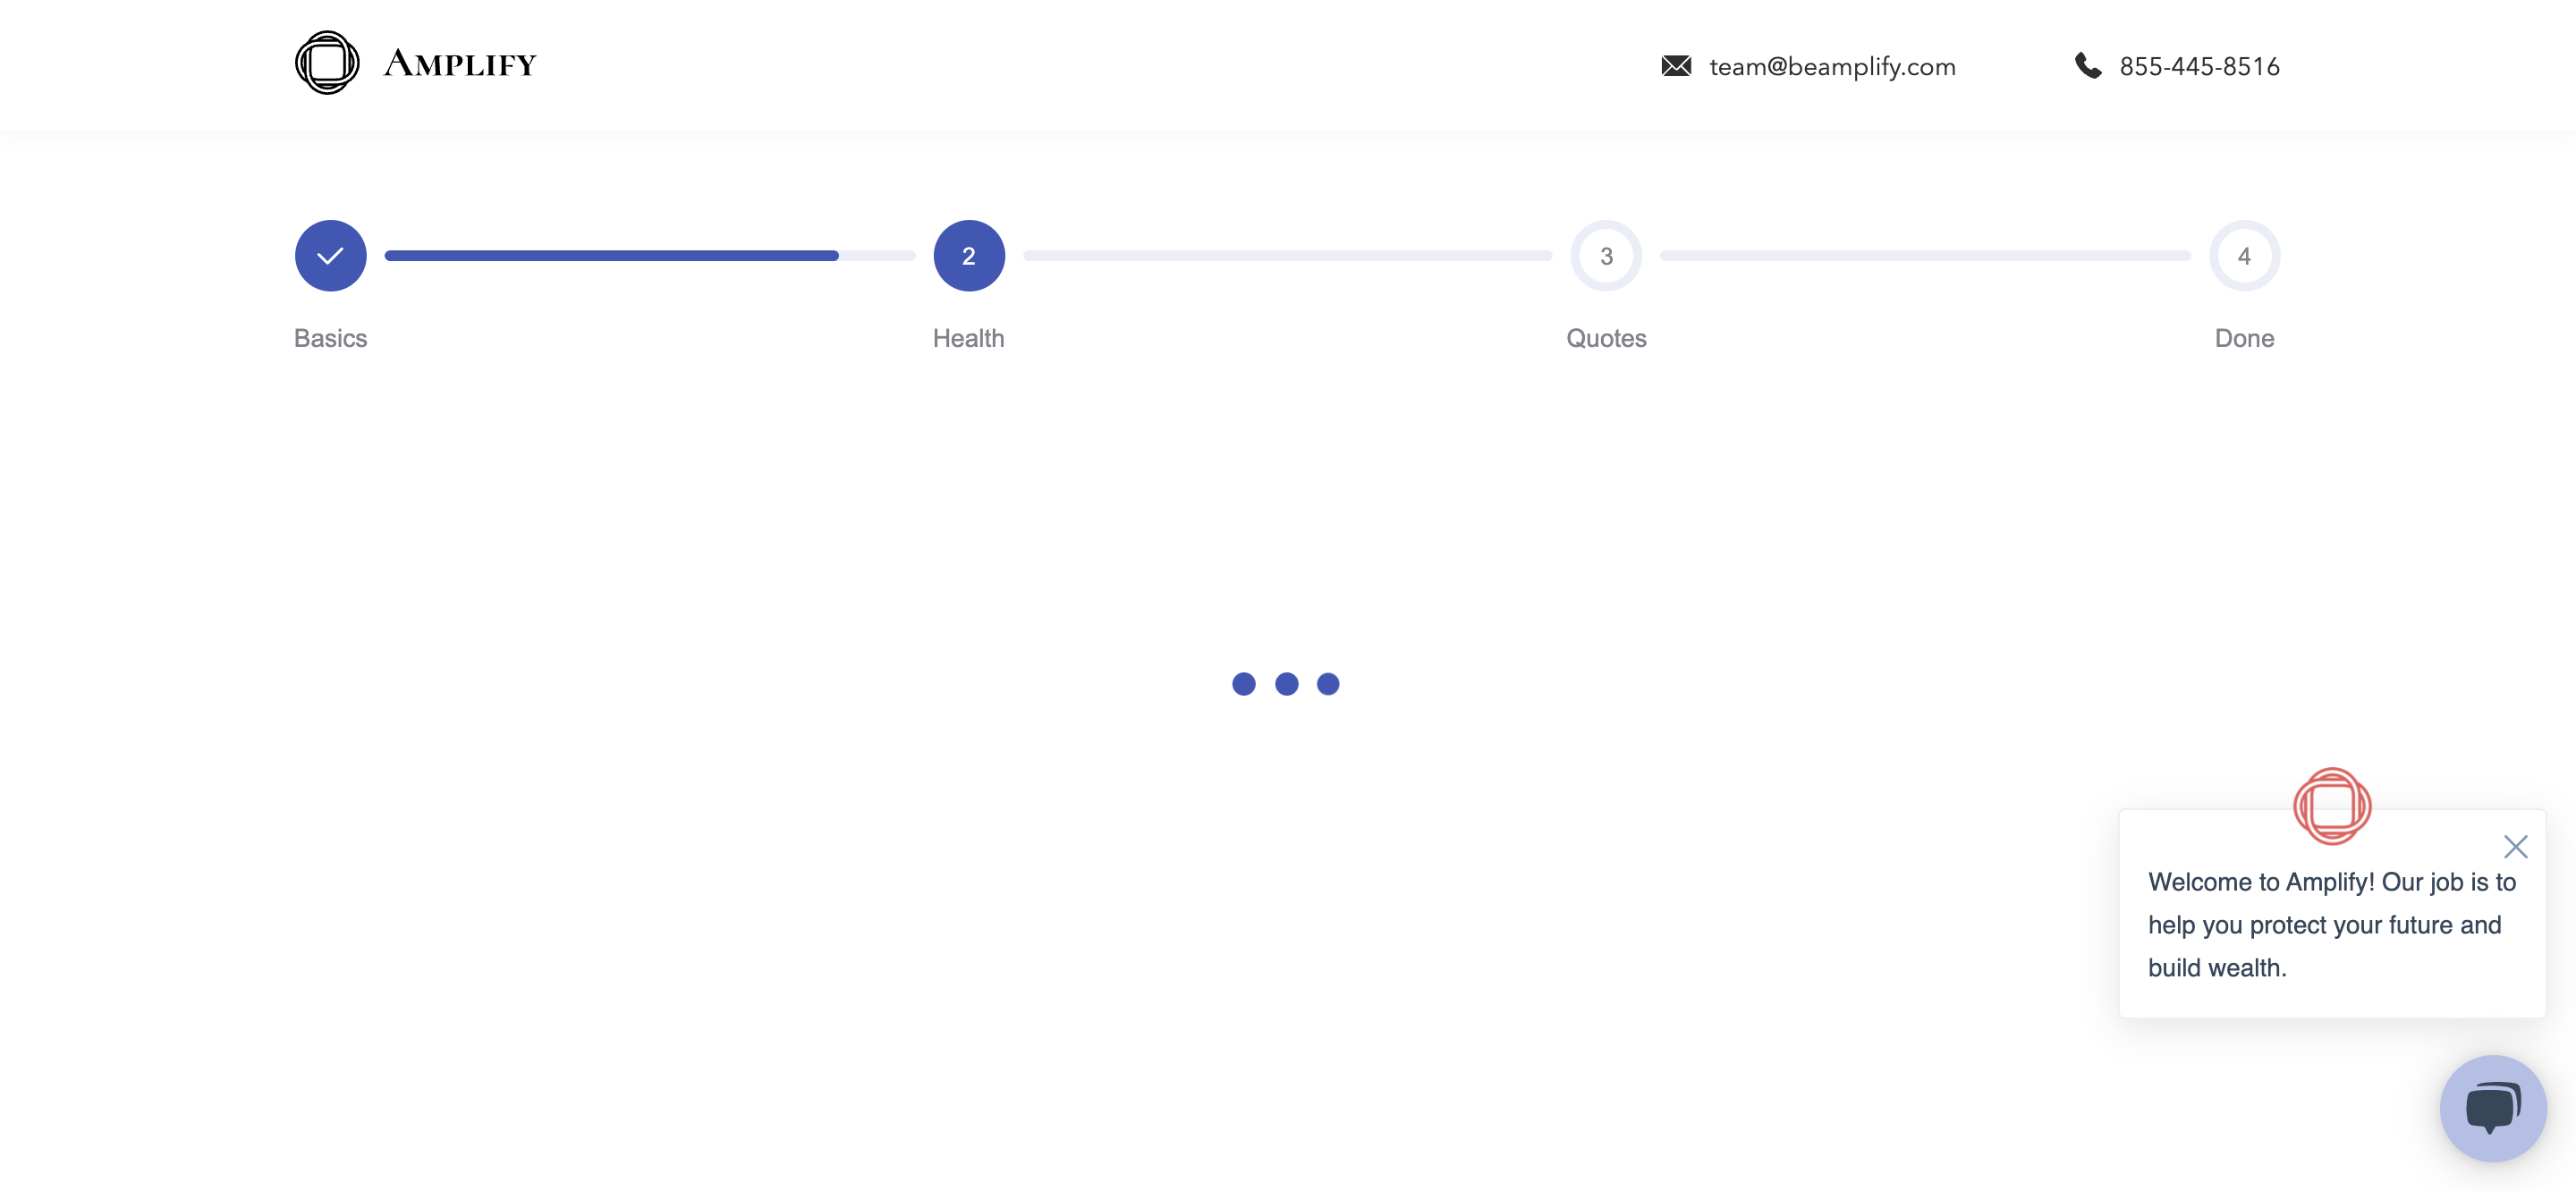 AMPLIFY
team@beamplify.com
855-445-8516
2
3
4
Basics
Health
Quotes
Done
Welcome to Amplify! Our job is to
help you protect your future and
build wealth.